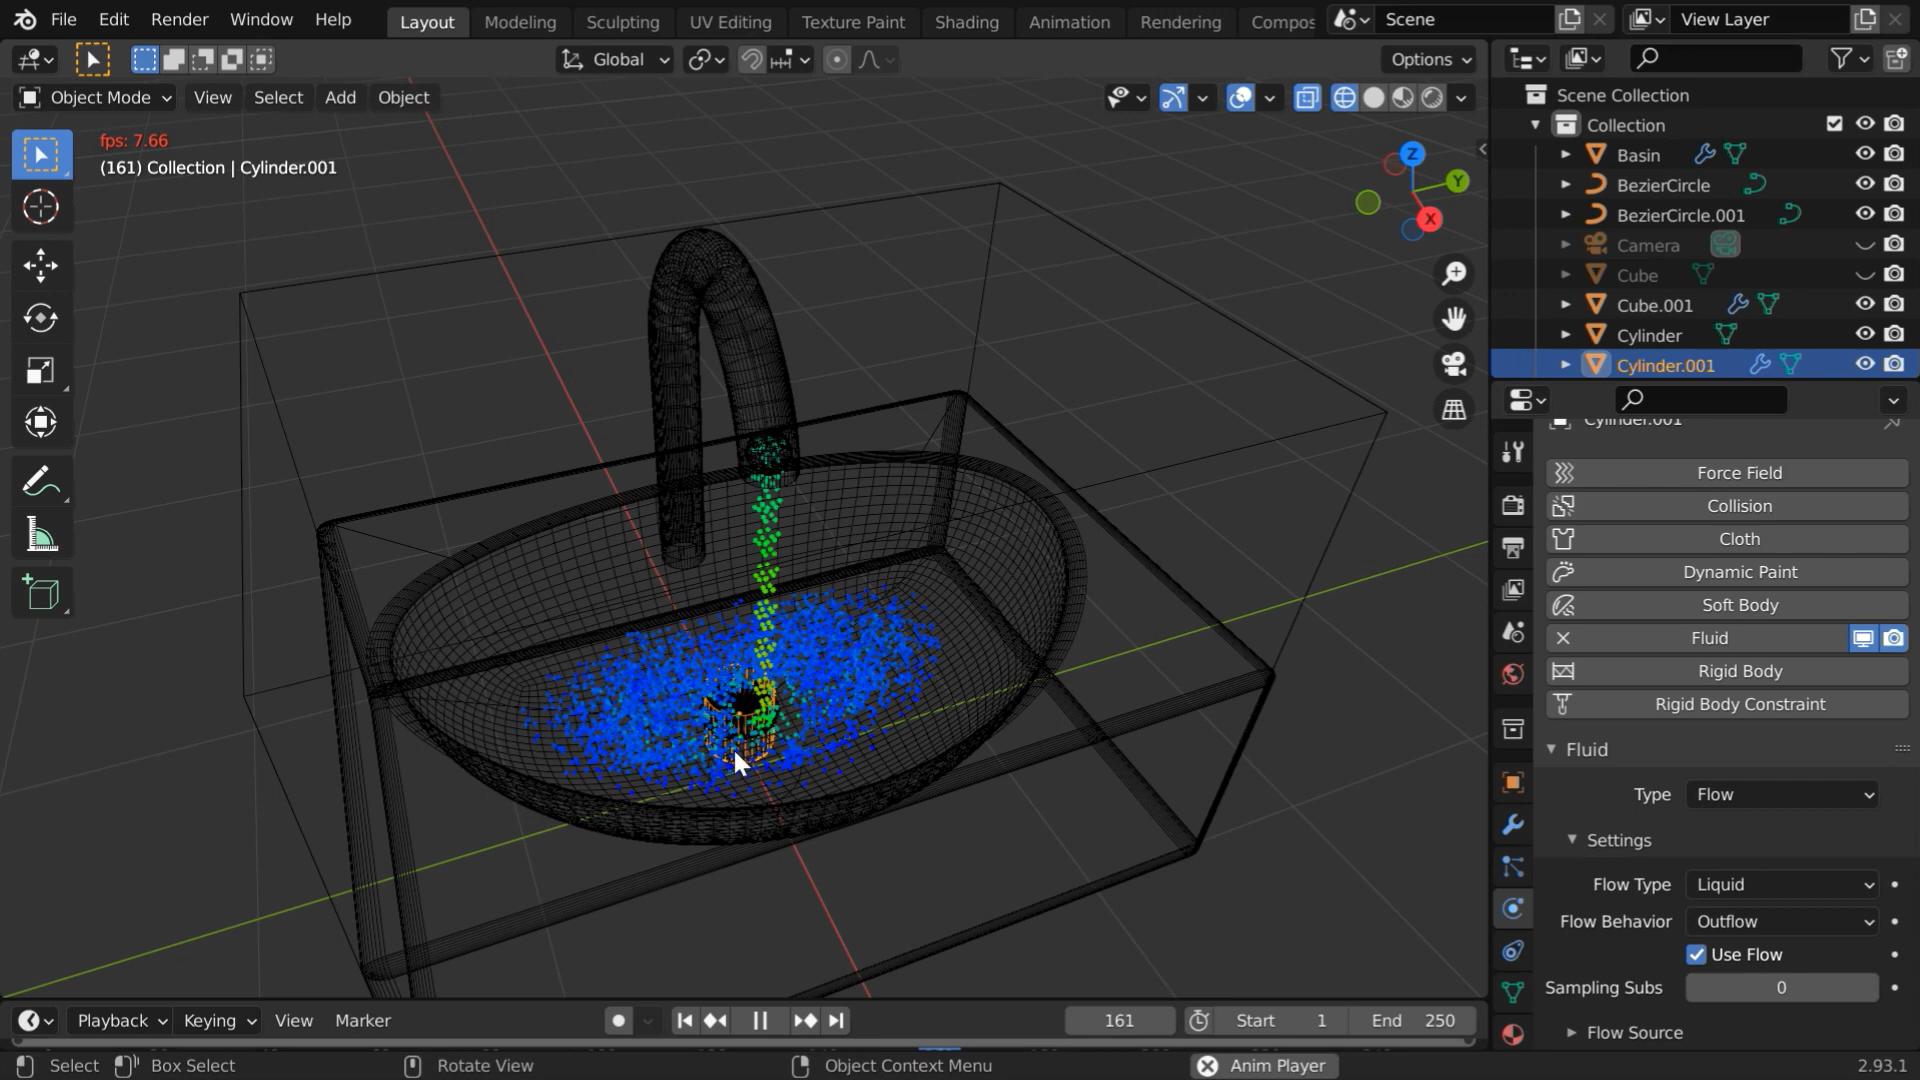 File Edit Render Window Help Layout Modeling Sculpting UV Editing Texture Paint Shading Animation Rendering Compos Scene View Layer
Global Options
Object Mode View Select Add Object
fps: 7.66
(161) Collection | Cylinder.001
Z
Y
X
Scene Collection
Collection
Basin
BezierCircle
BezierCircle.001
Camera
Cube
Cube.001
Cylinder
Cylinder.001
Cylinder.001
Force Field
Collision
Cloth
Dynamic Paint
Soft Body
Fluid
Rigid Body
Rigid Body Constraint
Fluid
Type Flow
Settings
Flow Type Liquid
Flow Behavior Outflow
Use Flow
Sampling Subs 0
Flow Source
Playback Keying View Marker 161 Start 1 End 250
Select Box Select Rotate View Object Context Menu Anim Player 2.93.1